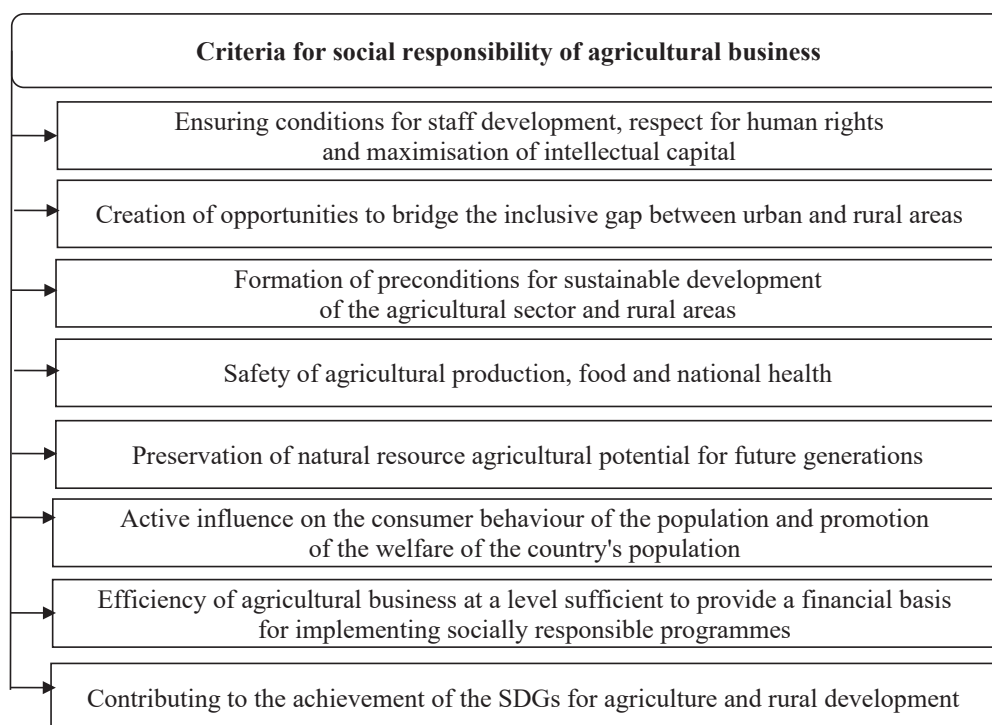 Criteria for social responsibility of agricultural business
Ensuring conditions for staff development, respect for human rights
and maximisation of intellectual capital
Creation of opportunities to bridge the inclusive gap between urban and rural areas
Formation of preconditions for sustainable development
of the agricultural sector and rural areas
Safety of agricultural production, food and national health
Preservation of natural resource agricultural potential for future generations
Active influence on the consumer behaviour of the population and promotion
of the welfare of the country's population
Efficiency of agricultural business at a level sufficient to provide a financial basis
for implementing socially responsible programmes
Contributing to the achievement of the SDGs for agriculture and rural development